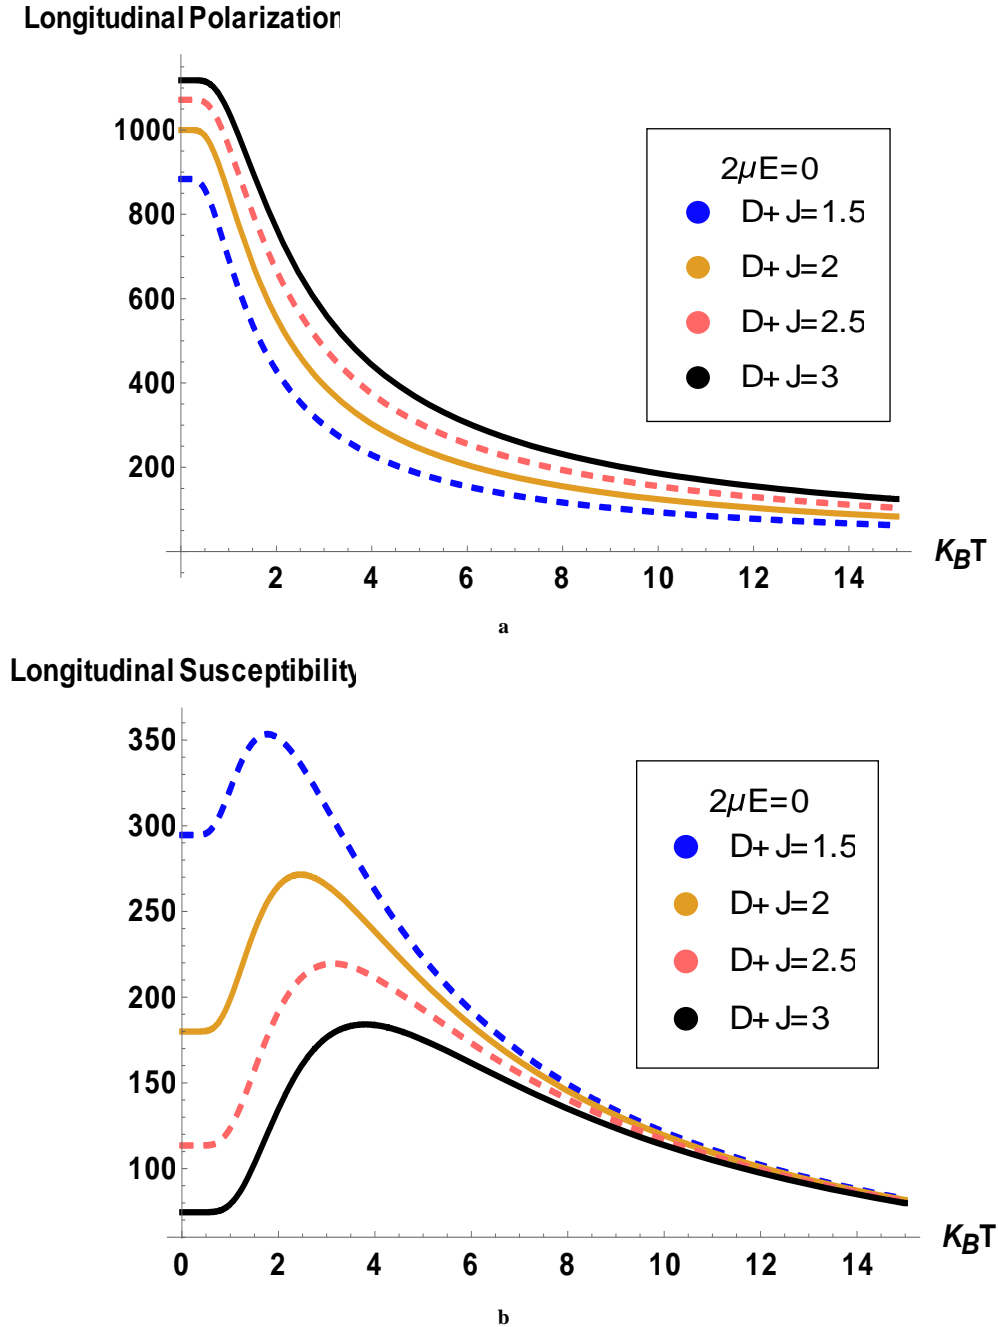 Longitudinal Polarization
1000
800
600
400
200
2 4 6 8 10 12 14
K_BT
2μE=0
D+ J=1.5
D+ J=2
D+ J=2.5
D+ J=3
a
Longitudinal Susceptibility
350
300
250
200
150
100
0 2 4 6 8 10 12 14
K_BT
2μE=0
D+ J=1.5
D+ J=2
D+ J=2.5
D+ J=3
b